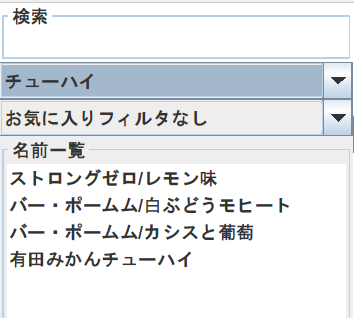 検索
チューハイ
お気に入りフィルタなし
名前一覧
ストロングゼロ/レモン味
バー・ポームム/白ぶどうモヒート
バー・ポームム/カシスと葡萄
有田みかんチューハイ